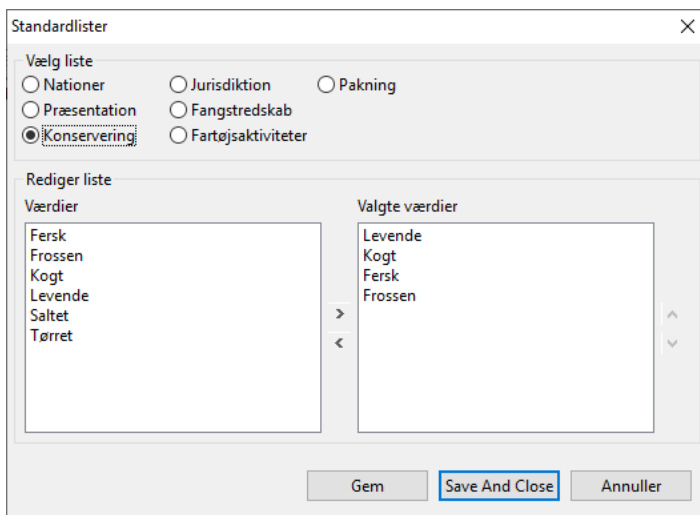 Standardlister
Vælg liste
Nationer Jurisdiktion Pakning
Præsentation Fangstredskab
Konservering Fartøjsaktiviteter
Rediger liste
Værdier
Fersk
Frossen
Kogt
Levende
Saltet
Tørret
Valgte værdier
Levende
Kogt
Fersk
Frossen
Gem Save And Close Annuller